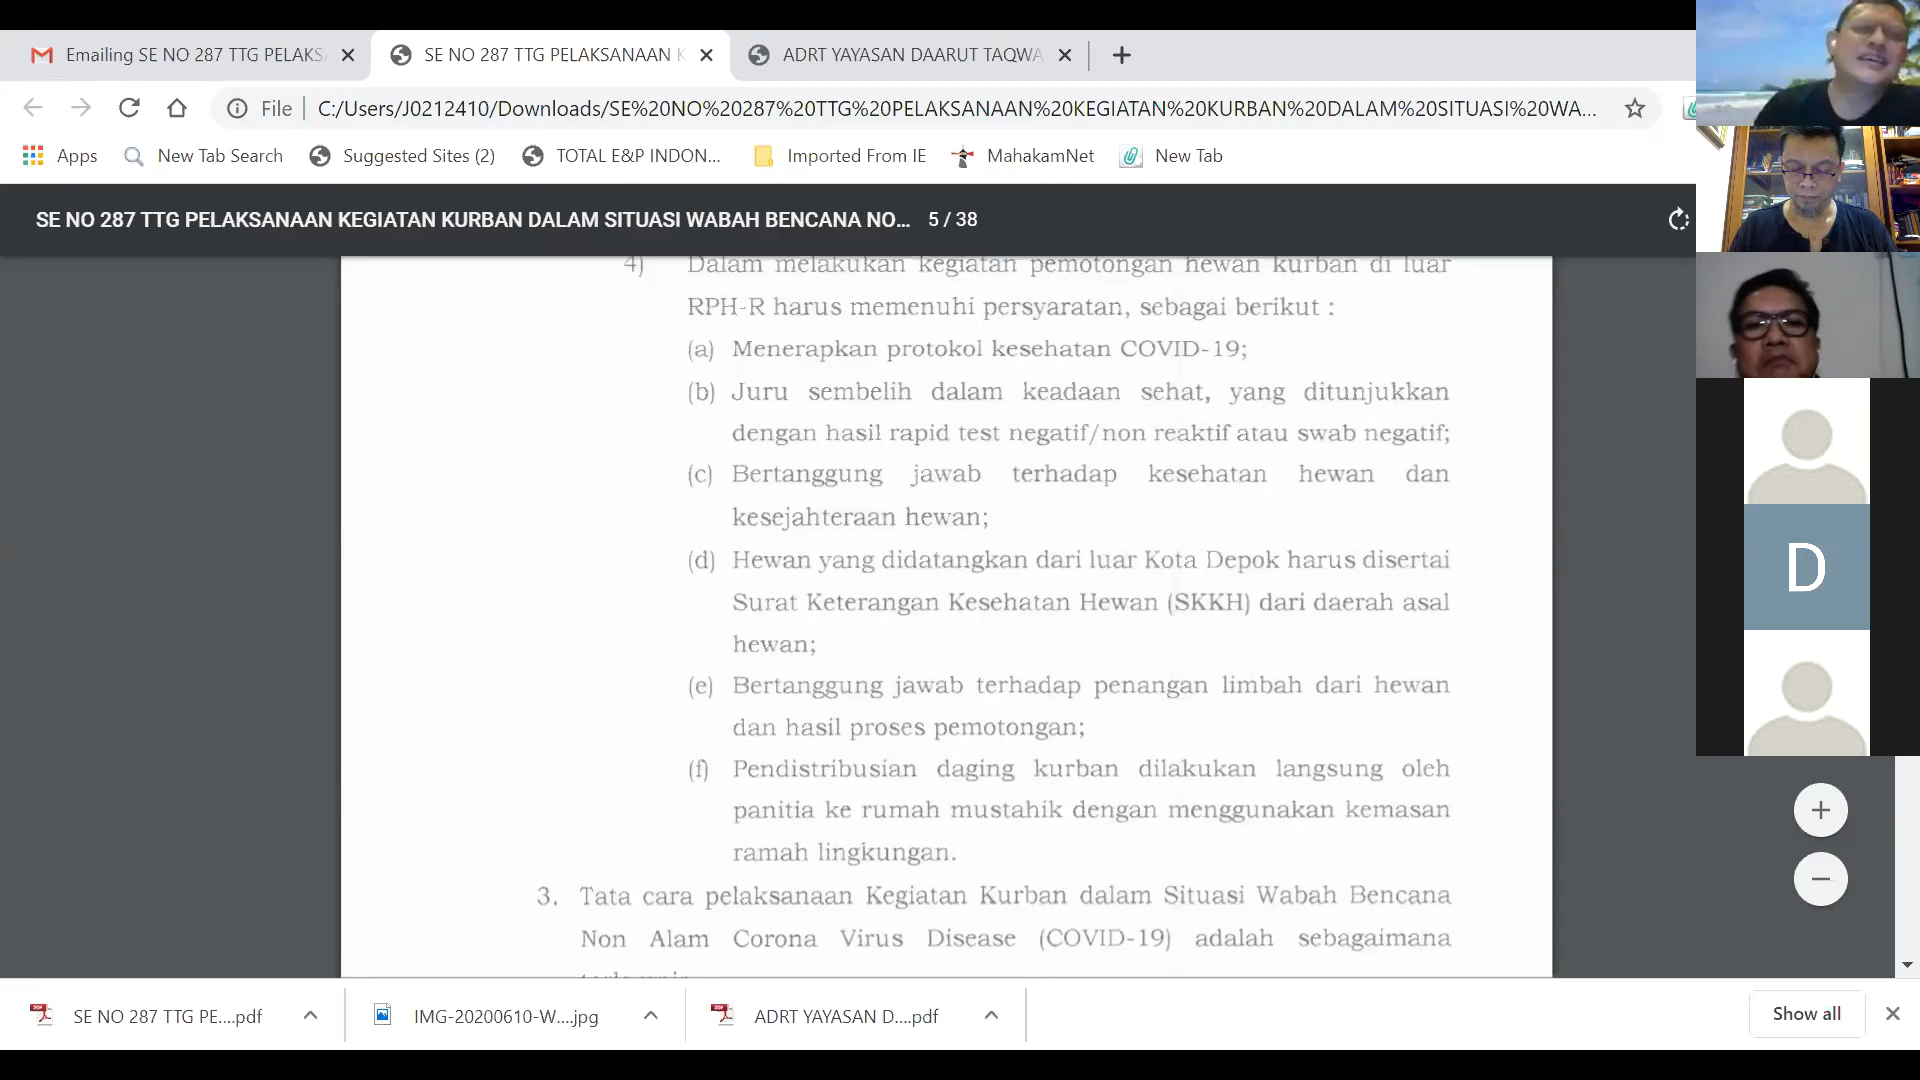 Emailing SE NO 287 TTG PELAKS
SE NO 287 TTG PELAKSANAAN K
ADRT YAYASAN DAARUT TAQWA
File
C:/Users/J0212410/Downloads/SE%20NO%20287%20TTG%20PELAKSANAAN%20KEGIATAN%20KURBAN%20DALAM%20SITUASI%20WA...
Apps
New Tab Search
Suggested Sites (2)
TOTAL E&P INDON...
Imported From IE
MahakamNet
New Tab
SE NO 287 TTG PELAKSANAAN KEGIATAN KURBAN DALAM SITUASI WABAH BENCANA NO... 5 / 38
4) Dalam melakukan kegiatan pemotongan hewan kurban di luar
RPH-R harus memenuhi persyaratan, sebagai berikut :
(a) Menerapkan protokol kesehatan COVID-19;
(b) Juru sembelih dalam keadaan sehat, yang ditunjukkan
dengan hasil rapid test negatif/non reaktif atau swab negatif;
(c) Bertanggung jawab terhadap kesehatan hewan dan
kesejahteraan hewan;
(d) Hewan yang didatangkan dari luar Kota Depok harus disertai
Surat Keterangan Kesehatan Hewan (SKKH) dari daerah asal
hewan;
(e) Bertanggung jawab terhadap penangan limbah dari hewan
dan hasil proses pemotongan;
(f) Pendistribusian daging kurban dilakukan langsung oleh
panitia ke rumah mustahik dengan menggunakan kemasan
ramah lingkungan.
3. Tata cara pelaksanaan Kegiatan Kurban dalam Situasi Wabah Bencana
Non Alam Corona Virus Disease (COVID-19) adalah sebagaimana
D
SE NO 287 TTG PE....pdf
IMG-20200610-W....jpg
ADRT YAYASAN D....pdf
Show all